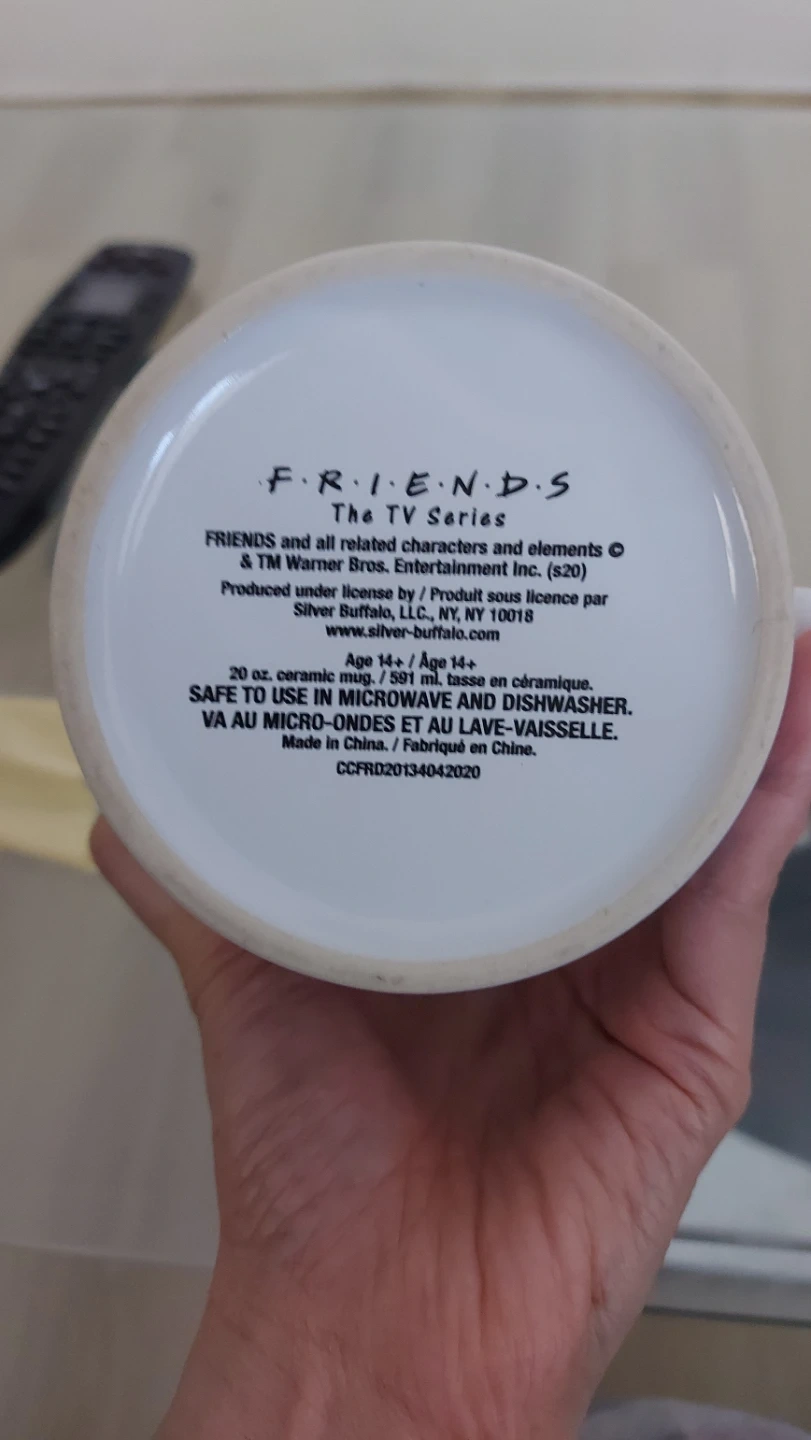 F·R·I·E·N·D·S
The TV Series
FRIENDS and all related characters and elements ©
& TM Warner Bros. Entertainment Inc. (s20)
Produced under license by / Produit sous licence par
Silver Buffalo, LLC., NY, NY 10018
www.silver-buffalo.com
Age 14+ / Âge 14+
20 oz. ceramic mug. / 591 ml. tasse en céramique.
SAFE TO USE IN MICROWAVE AND DISHWASHER.
VA AU MICRO-ONDES ET AU LAVE-VAISSELLE.
Made in China. / Fabriqué en Chine.
CCFRD20134042020